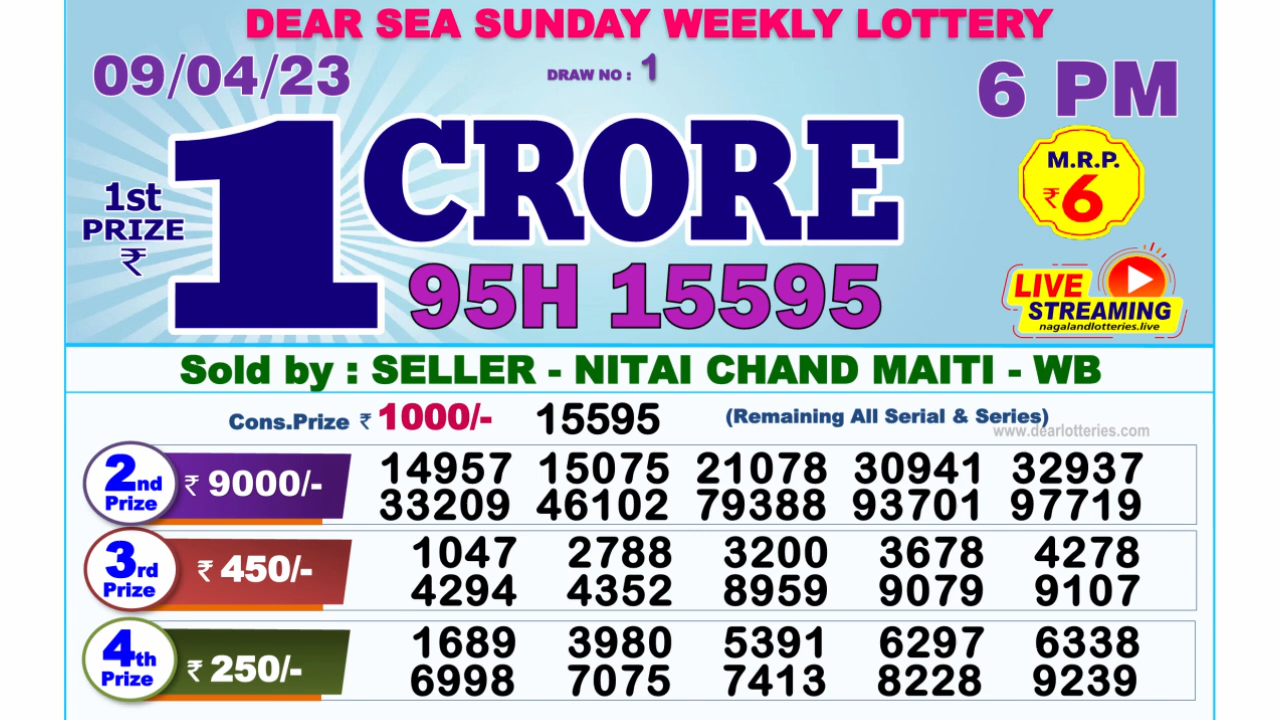 DEAR SEA SUNDAY WEEKLY LOTTERY
09/04/23
DRAW NO : 1
6 PM
1st
PRIZE
₹
1 CRORE
M.R.P.
₹6
95H 15595
LIVE
STREAMING
nagalandlotteries.live
Sold by : SELLER - NITAI CHAND MAITI - WB
Cons.Prize ₹ 1000/- 15595 (Remaining All Serial & Series)
www.dearlotteries.com
2nd Prize ₹ 9000/-
14957 15075 21078 30941 32937
33209 46102 79388 93701 97719
3rd Prize ₹ 450/-
1047 2788 3200 3678 4278
4294 4352 8959 9079 9107
4th Prize ₹ 250/-
1689 3980 5391 6297 6338
6998 7075 7413 8228 9239